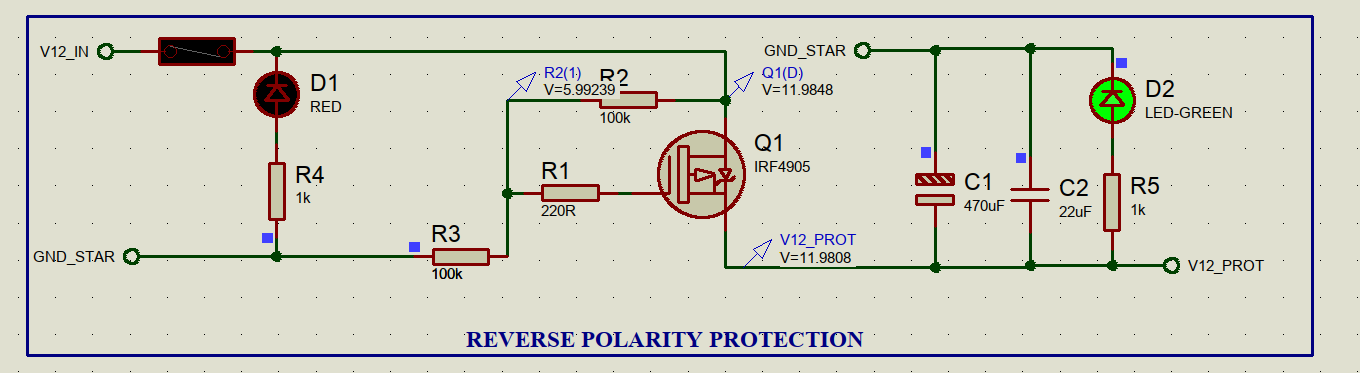 V12_IN
D1
RED
R4
1k
GND_STAR
R3
100k
R2(1)
V=5.99239
R2
100k
R1
220R
Q1(D)
V=11.9848
Q1
IRF4905
V12_PROT
V=11.9808
GND_STAR
C1
470uF
C2
22uF
D2
LED-GREEN
R5
1k
V12_PROT
REVERSE POLARITY PROTECTION